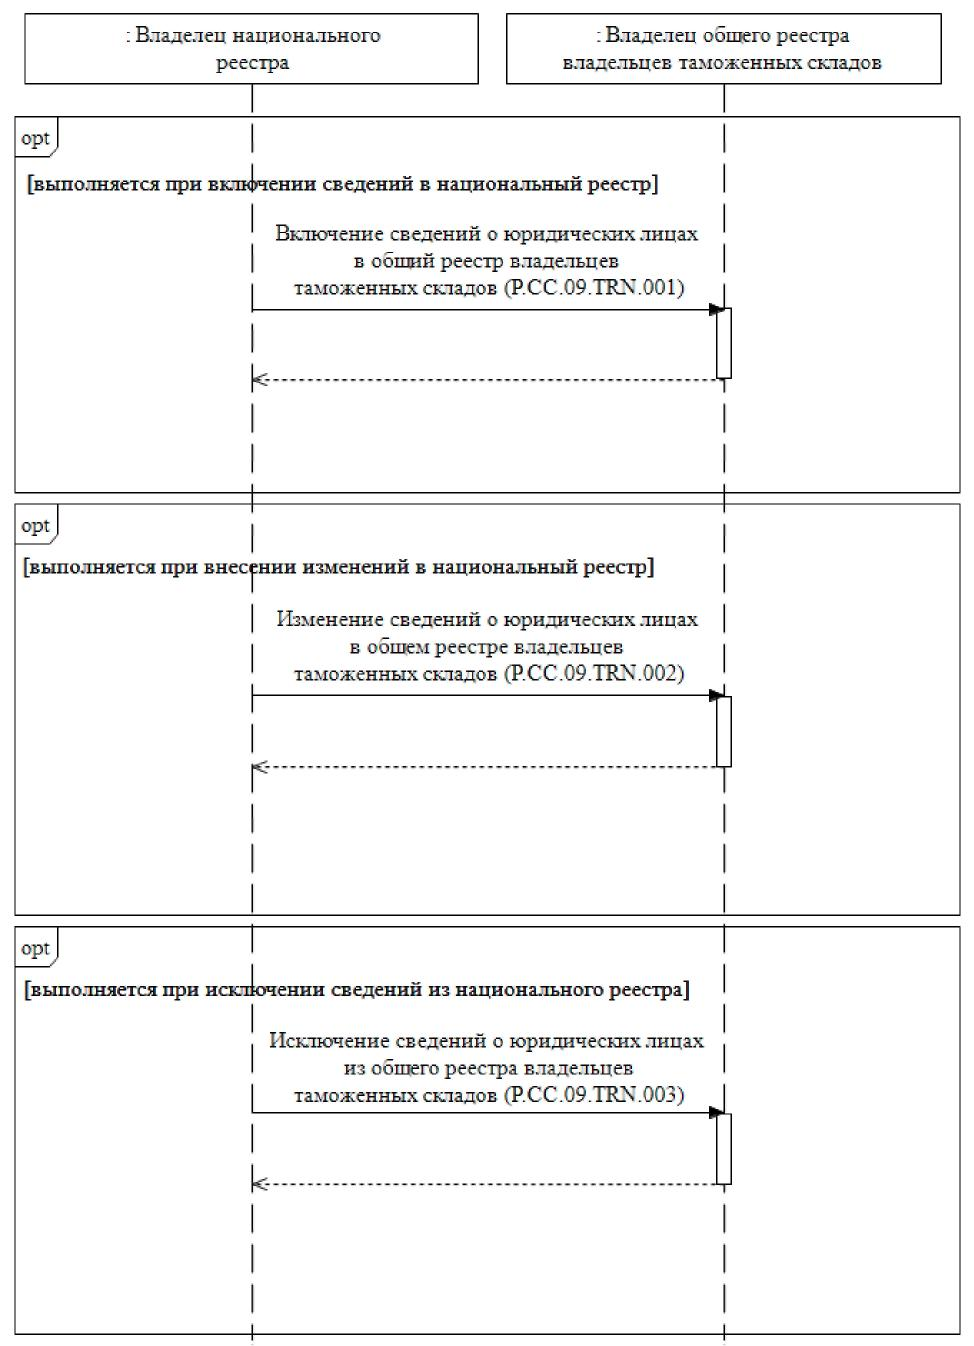 : Владелец национального
реестра
: Владелец общего реестра
владельцев таможенных складов
opt
[выполняется при включении сведений в национальный реестр]
Включение сведений о юридических лицах
в общий реестр владельцев
таможенных складов (P.CC.09.TRN.001)
opt
[выполняется при внесении изменений в национальный реестр]
Изменение сведений о юридических лицах
в общем реестре владельцев
таможенных складов (P.CC.09.TRN.002)
opt
[выполняется при исключении сведений из национального реестра]
Исключение сведений о юридических лицах
из общего реестра владельцев
таможенных складов (P.CC.09.TRN.003)